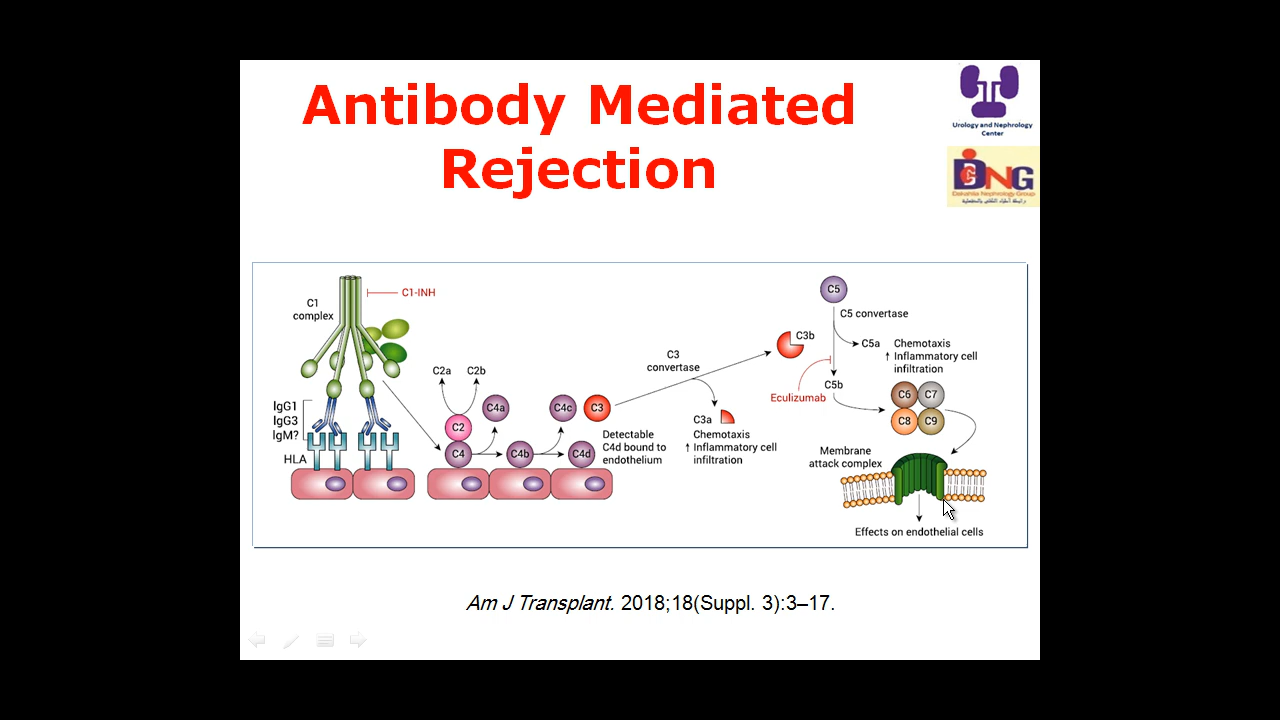 Antibody Mediated
Rejection
Urology and Nephrology
Center
DNG
Dakahlia Nephrology Group
C1-INH
C1
complex
IgG1
IgG3
IgM?
HLA
C2a
C2b
C2
C4
C4a
C4b
C4c
C4d
C3
Detectable
C4d bound to
endothelium
C3
convertase
C3a
Chemotaxis
↑ Inflammatory cell
infiltration
C3b
C5
C5 convertase
C5a
Chemotaxis
↑ Inflammatory cell
infiltration
Eculizumab
C5b
C6
C7
C8
C9
Membrane
attack complex
Effects on endothelial cells
Am J Transplant. 2018;18(Suppl. 3):3–17.